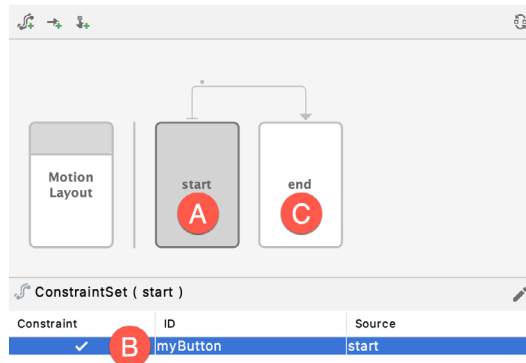 Motion
Layout
start
end
A
C
ConstraintSet ( start )
Constraint ID Source
B myButton start